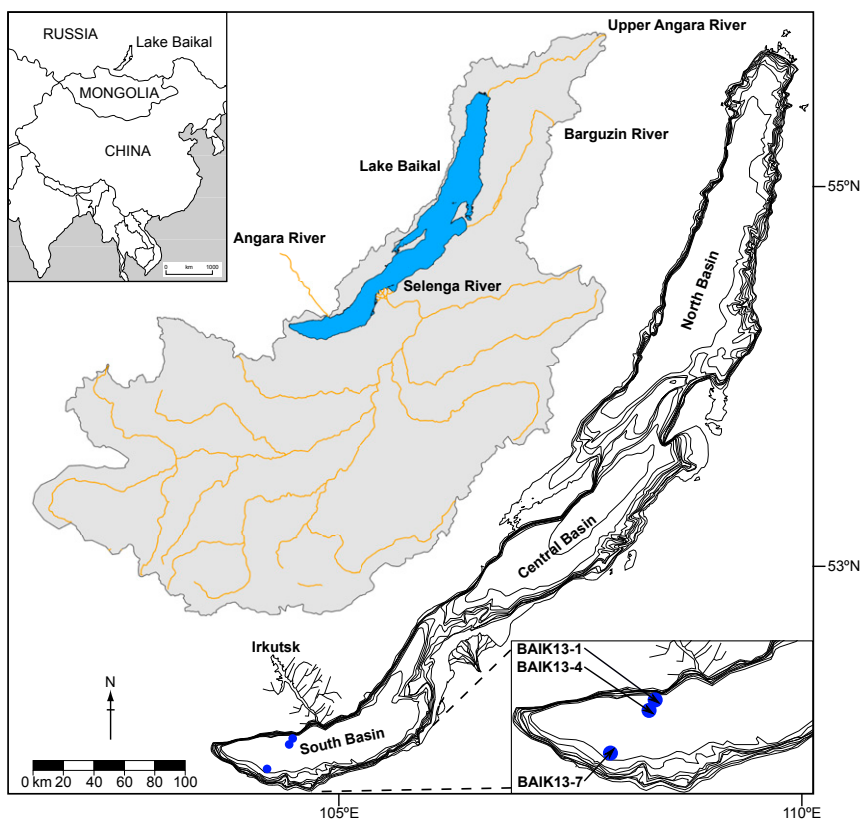 RUSSIA
Lake Baikal
MONGOLIA
CHINA
0 km 1000
Upper Angara River
Barguzin River
Lake Baikal
Angara River
Selenga River
55ºN
North Basin
Central Basin
53ºN
Irkutsk
N
South Basin
0 km 20 40 60 80 100
BAIK13-1
BAIK13-4
BAIK13-7
105ºE
110ºE